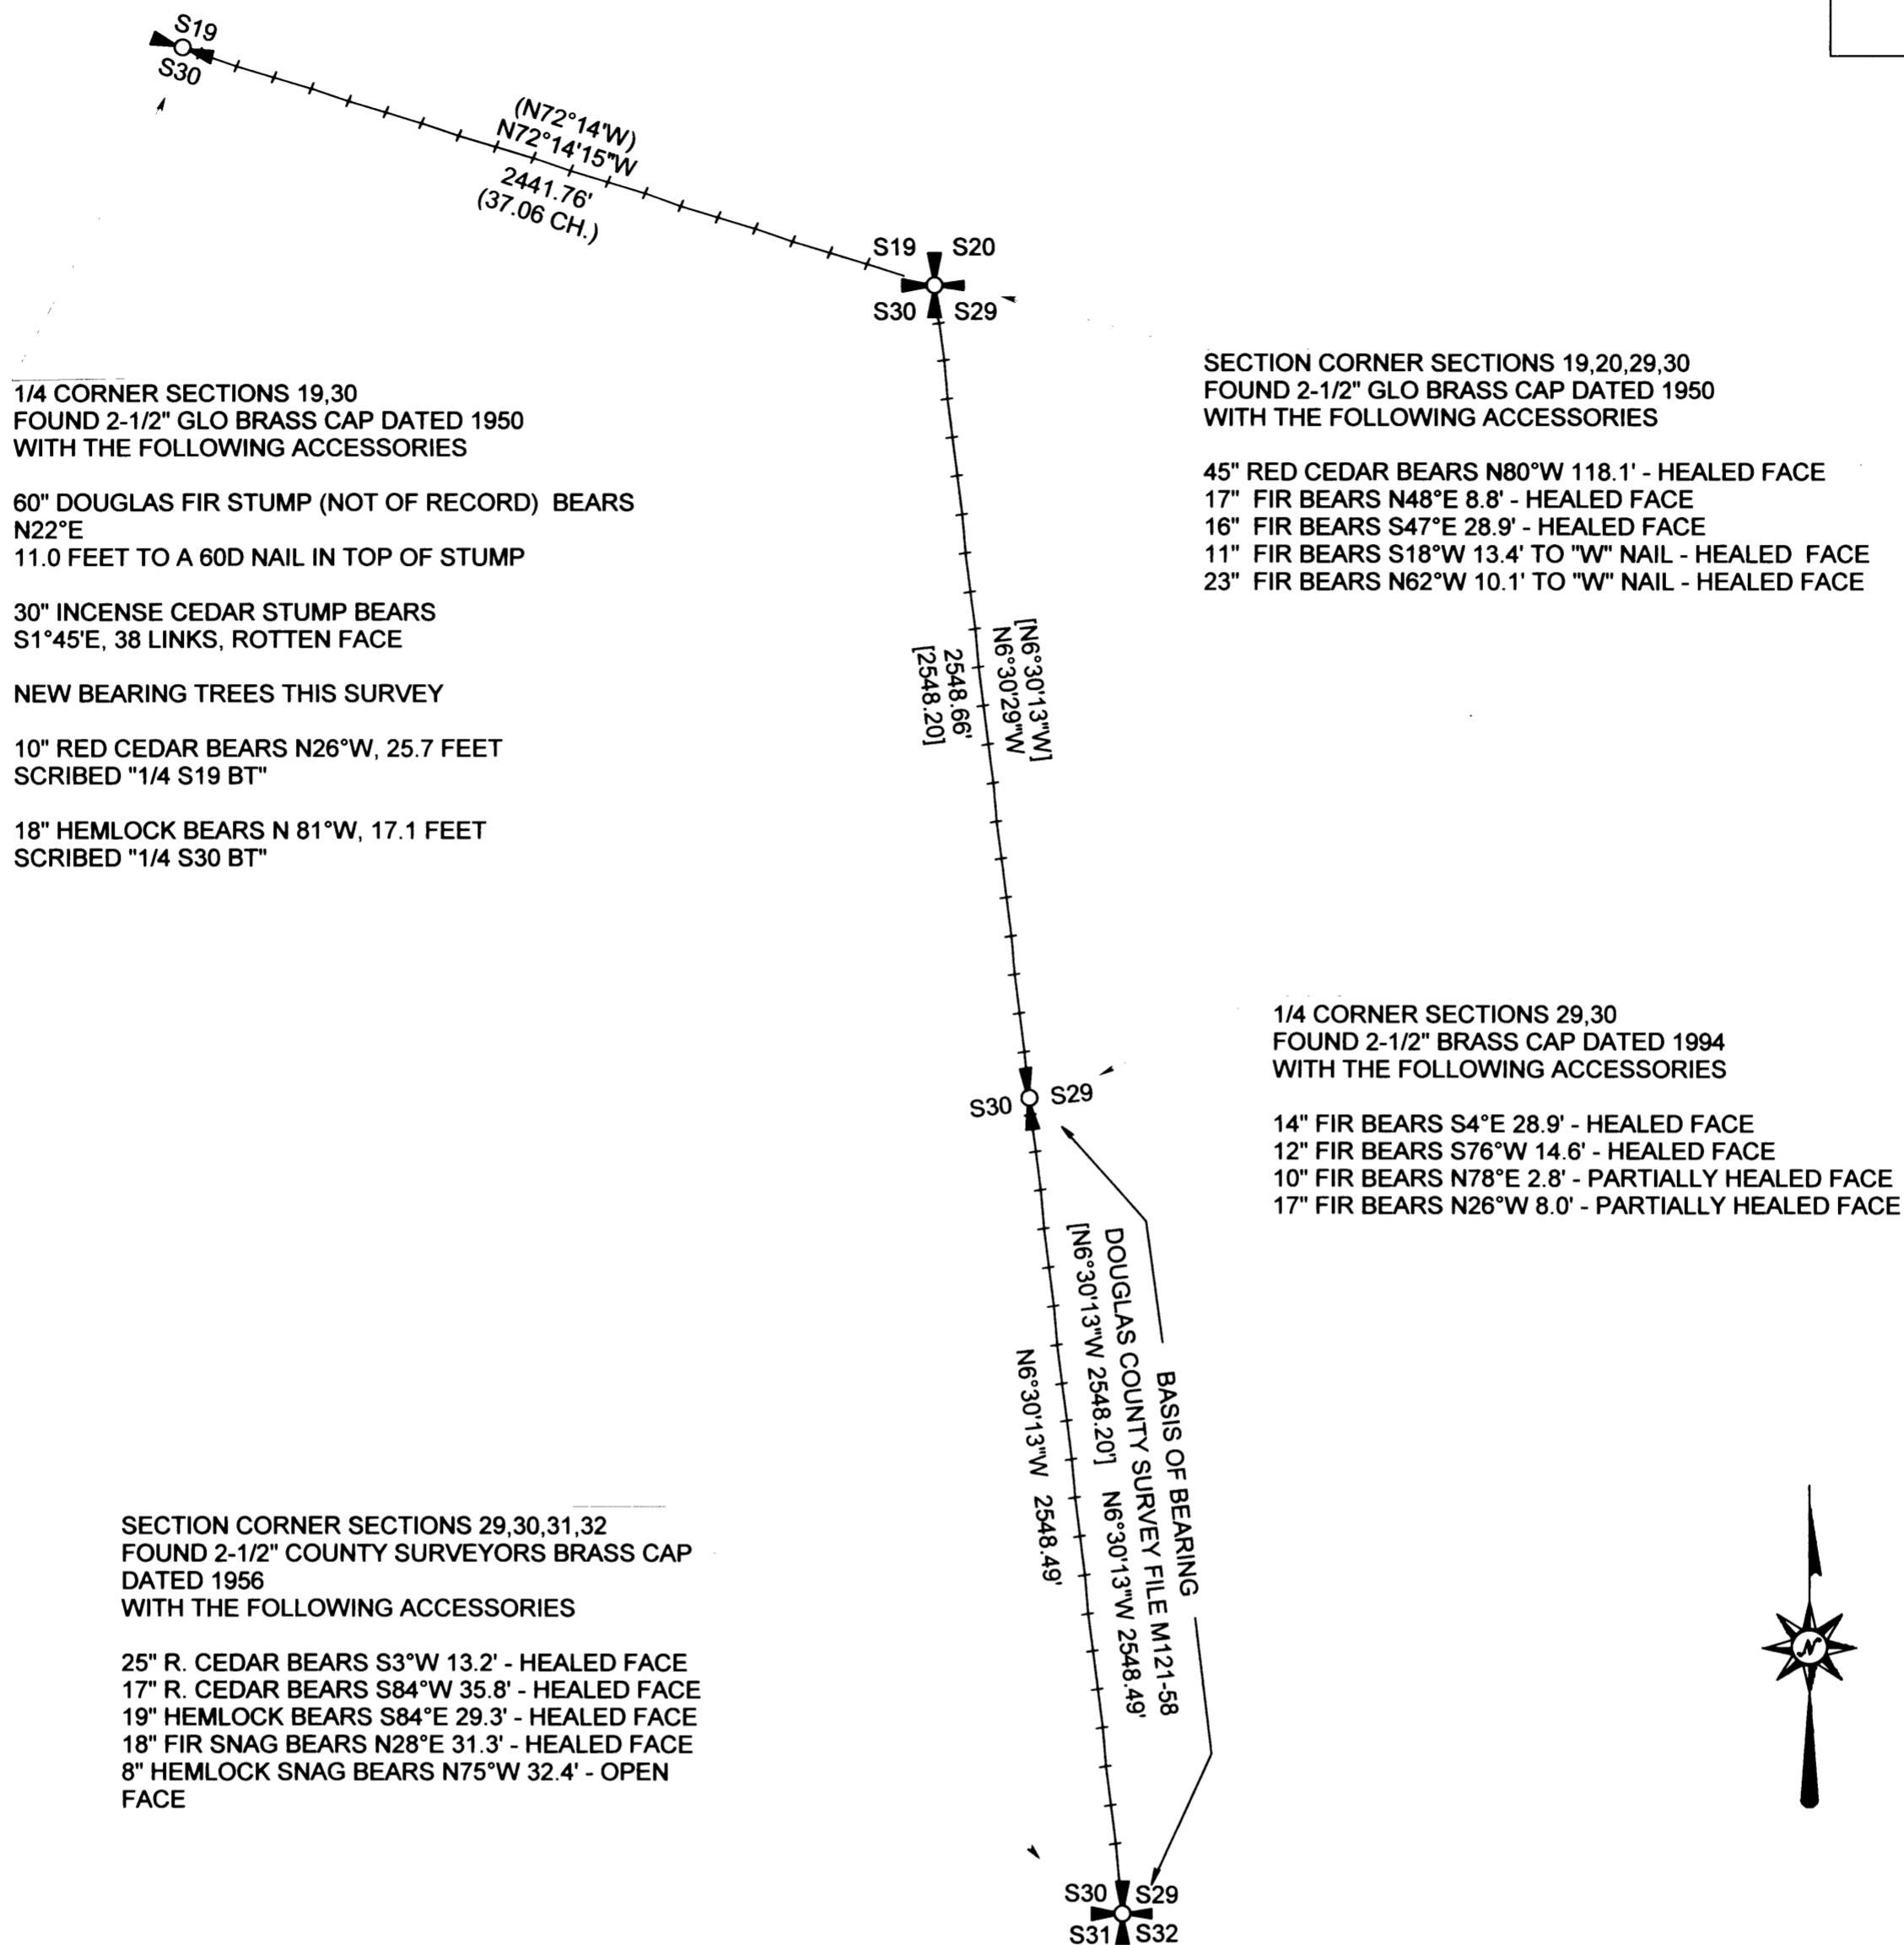 S19
S30
(N72°14'W)
N72°14'15"W
2441.76'
(37.06 CH.)
S19 S20
S30 S29
1/4 CORNER SECTIONS 19,30
FOUND 2-1/2" GLO BRASS CAP DATED 1950
WITH THE FOLLOWING ACCESSORIES
60" DOUGLAS FIR STUMP (NOT OF RECORD) BEARS
N22°E
11.0 FEET TO A 60D NAIL IN TOP OF STUMP
30" INCENSE CEDAR STUMP BEARS
S1°45'E, 38 LINKS, ROTTEN FACE
NEW BEARING TREES THIS SURVEY
10" RED CEDAR BEARS N26°W, 25.7 FEET
SCRIBED "1/4 S19 BT"
18" HEMLOCK BEARS N 81°W, 17.1 FEET
SCRIBED "1/4 S30 BT"
SECTION CORNER SECTIONS 19,20,29,30
FOUND 2-1/2" GLO BRASS CAP DATED 1950
WITH THE FOLLOWING ACCESSORIES
45" RED CEDAR BEARS N80°W 118.1' - HEALED FACE
17" FIR BEARS N48°E 8.8' - HEALED FACE
16" FIR BEARS S47°E 28.9' - HEALED FACE
11" FIR BEARS S18°W 13.4' TO "W" NAIL - HEALED FACE
23" FIR BEARS N62°W 10.1' TO "W" NAIL - HEALED FACE
[N6°30'13"W]
N6°30'29"W
2548.66'
[2548.20]
S30 S29
1/4 CORNER SECTIONS 29,30
FOUND 2-1/2" BRASS CAP DATED 1994
WITH THE FOLLOWING ACCESSORIES
14" FIR BEARS S4°E 28.9' - HEALED FACE
12" FIR BEARS S76°W 14.6' - HEALED FACE
10" FIR BEARS N78°E 2.8' - PARTIALLY HEALED FACE
17" FIR BEARS N26°W 8.0' - PARTIALLY HEALED FACE
BASIS OF BEARING
DOUGLAS COUNTY SURVEY FILE M121-58
[N6°30'13"W 2548.20'] N6°30'13"W 2548.49'
N6°30'13"W 2548.49'
SECTION CORNER SECTIONS 29,30,31,32
FOUND 2-1/2" COUNTY SURVEYORS BRASS CAP
DATED 1956
WITH THE FOLLOWING ACCESSORIES
25" R. CEDAR BEARS S3°W 13.2' - HEALED FACE
17" R. CEDAR BEARS S84°W 35.8' - HEALED FACE
19" HEMLOCK BEARS S84°E 29.3' - HEALED FACE
18" FIR SNAG BEARS N28°E 31.3' - HEALED FACE
8" HEMLOCK SNAG BEARS N75°W 32.4' - OPEN
FACE
N
S30 S29
S31 S32